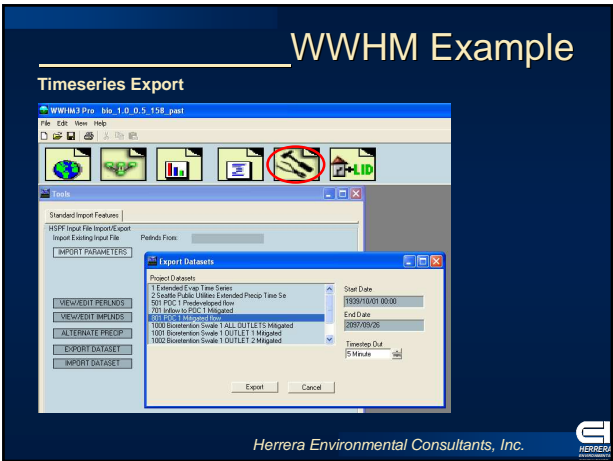 WWHM Example
Timeseries Export
WWHM3 Pro bio_1.0_0.5_158_past
File Edit View Help
LID
Tools
Standard Import Features
HSPF Input File Import/Export
Import Existing Input File Perlnds From:
IMPORT PARAMETERS
VIEW/EDIT PERLNDS
VIEW/EDIT IMPLNDS
ALTERNATE PRECIP
EXPORT DATASET
IMPORT DATASET
Export Datasets
Project Datasets
1 Extended Evap Time Series
2 Seattle Public Utilities Extended Precip Time Se
501 POC 1 Predeveloped flow
701 Inflow to POC 1 Mitigated
801 POC 1 Mitigated flow
1000 Bioretention Swale 1 ALL OUTLETS Mitigated
1001 Bioretention Swale 1 OUTLET 1 Mitigated
1002 Bioretention Swale 1 OUTLET 2 Mitigated
Start Date
1939/10/01 00:00
End Date
2097/09/26
Timestep Out
5 Minute
Export Cancel
Herrera Environmental Consultants, Inc.
HERRERA